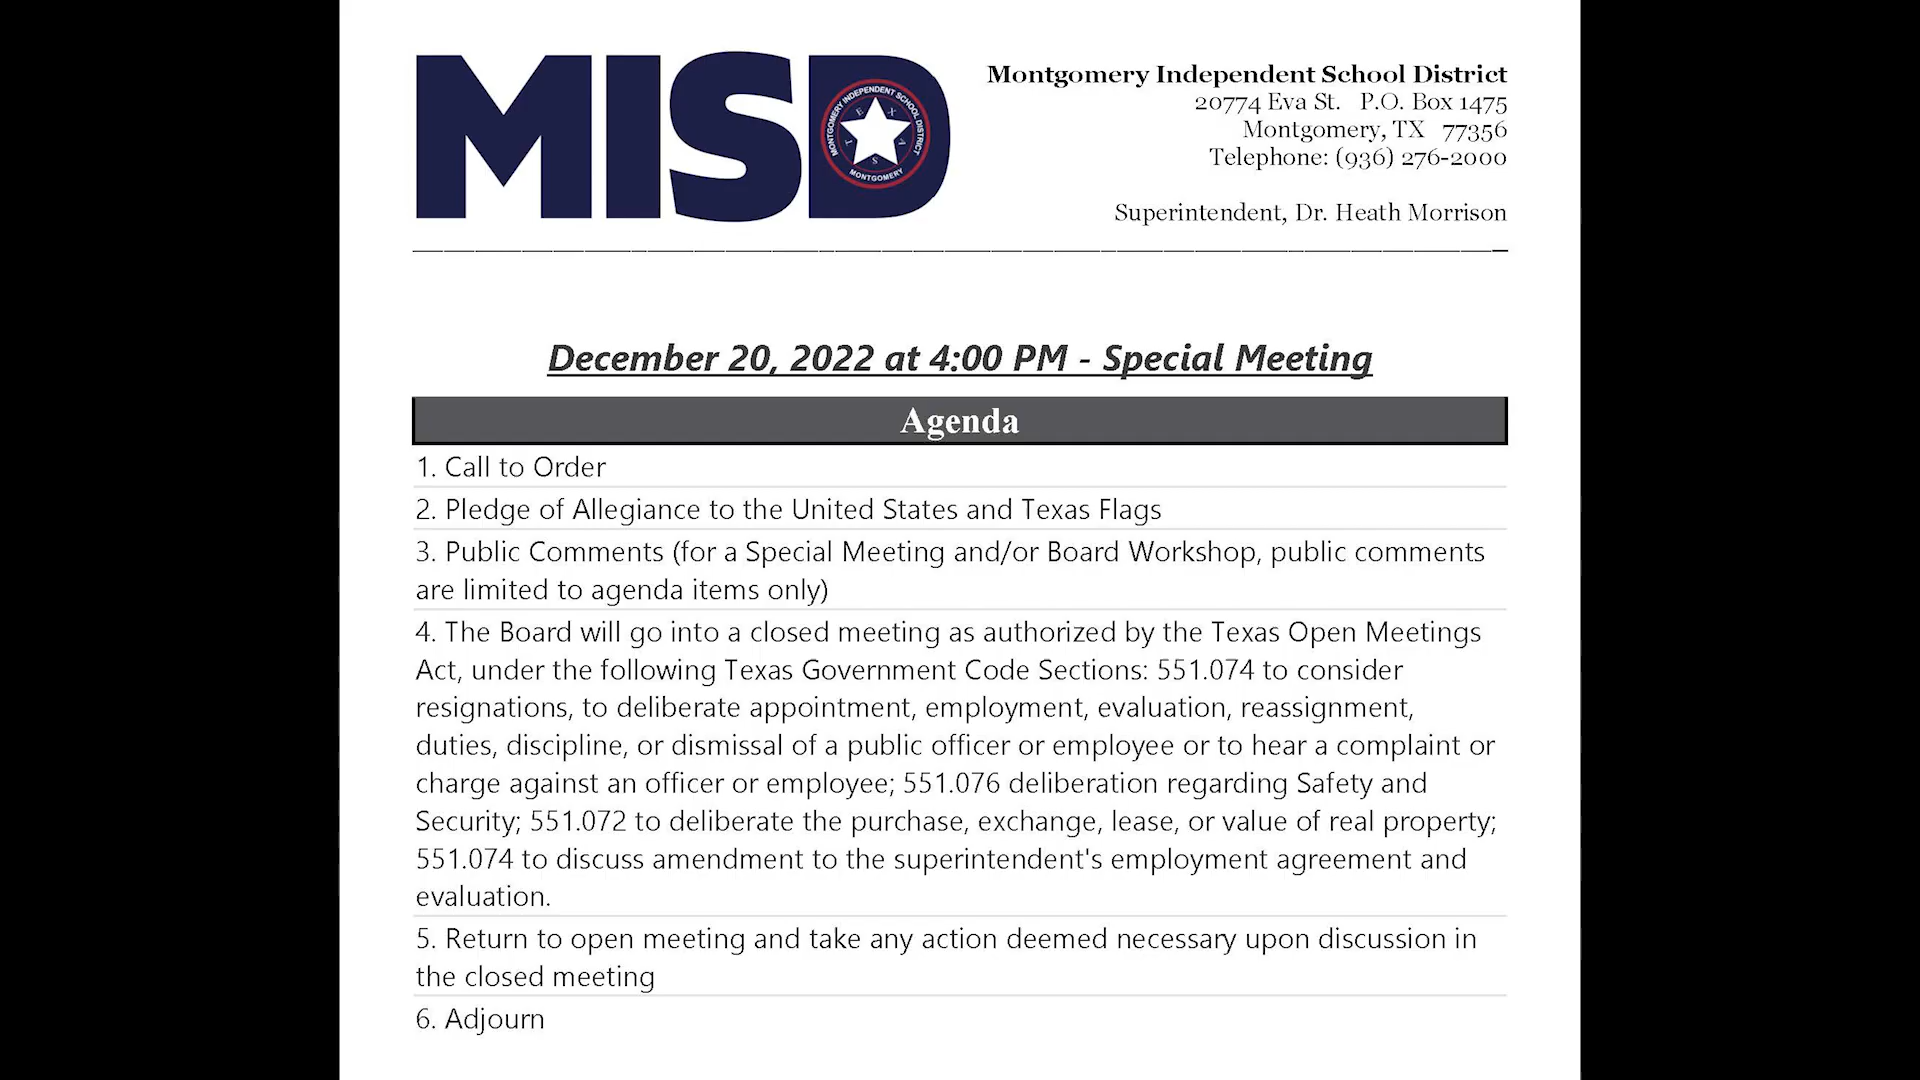 MISD
MONTGOMERY INDEPENDENT SCHOOL DISTRICT
TEXAS
MONTGOMERY
Montgomery Independent School District
20774 Eva St. P.O. Box 1475
Montgomery, TX 77356
Telephone: (936) 276-2000
Superintendent, Dr. Heath Morrison
December 20, 2022 at 4:00 PM - Special Meeting
Agenda
1. Call to Order
2. Pledge of Allegiance to the United States and Texas Flags
3. Public Comments (for a Special Meeting and/or Board Workshop, public comments
are limited to agenda items only)
4. The Board will go into a closed meeting as authorized by the Texas Open Meetings
Act, under the following Texas Government Code Sections: 551.074 to consider
resignations, to deliberate appointment, employment, evaluation, reassignment,
duties, discipline, or dismissal of a public officer or employee or to hear a complaint or
charge against an officer or employee; 551.076 deliberation regarding Safety and
Security; 551.072 to deliberate the purchase, exchange, lease, or value of real property;
551.074 to discuss amendment to the superintendent's employment agreement and
evaluation.
5. Return to open meeting and take any action deemed necessary upon discussion in
the closed meeting
6. Adjourn